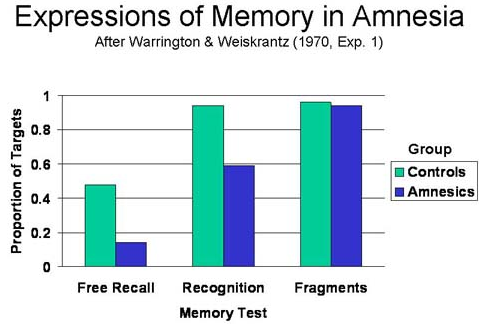 Expressions of Memory in Amnesia
After Warrington & Weiskrantz (1970, Exp. 1)
1
0.8
0.6
0.4
0.2
0
Proportion of Targets
Free Recall Recognition Fragments
Memory Test
Group
Controls
Amnesics